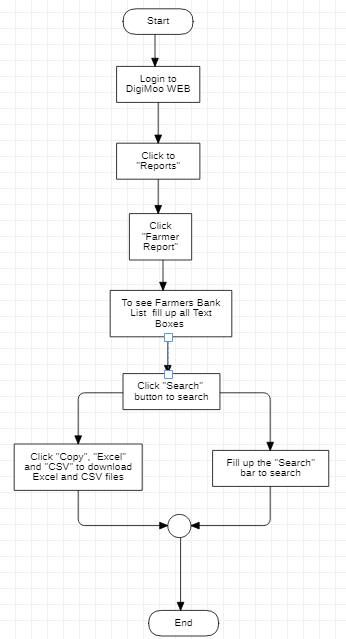 Start
Login to
DigiMoo WEB
Click to
"Reports"
Click
"Farmer
Report"
To see Farmers Bank
List fill up all Text
Boxes
Click "Search"
button to search
Click "Copy", "Excel"
and "CSV" to download
Excel and CSV files
Fill up the "Search"
bar to search
End